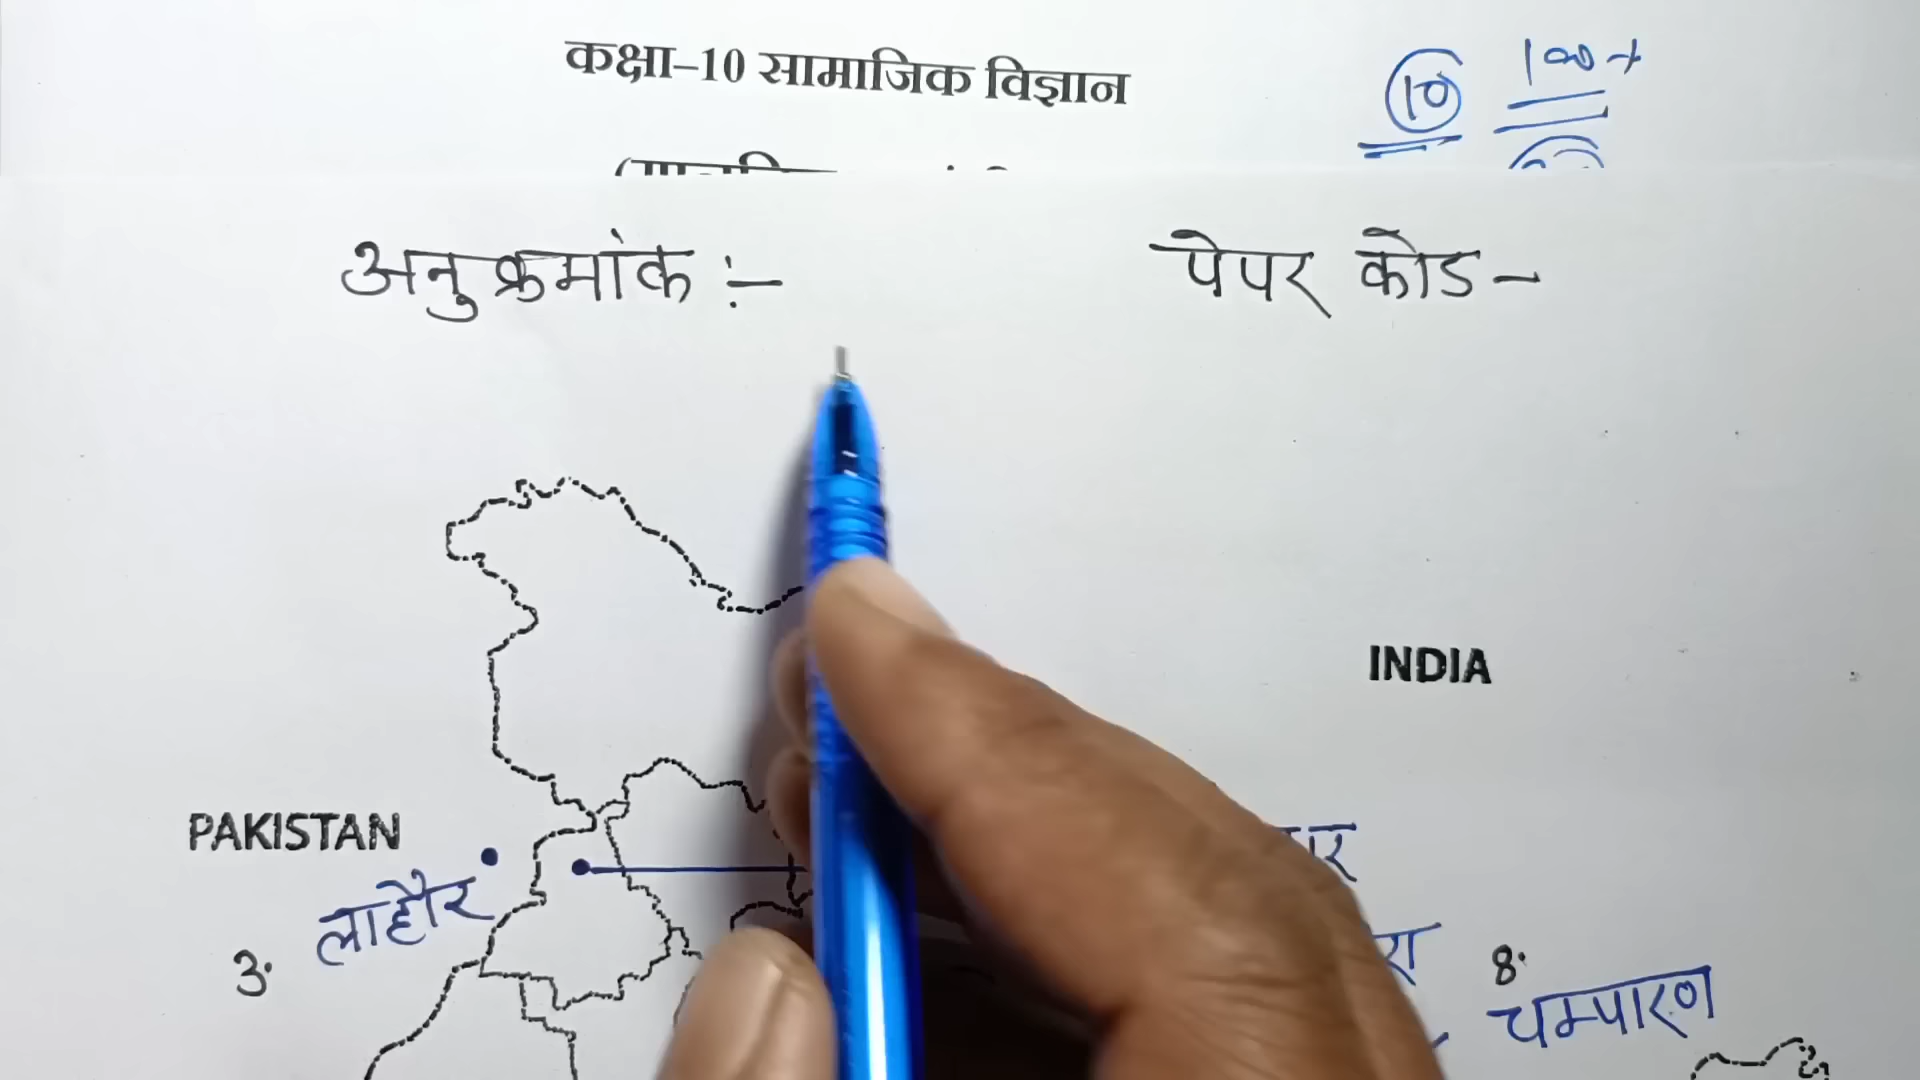 कक्षा–10 सामाजिक विज्ञान
10 100+
अनुक्रमांक :- पेपर कोड -
INDIA
PAKISTAN
लाहौर
3.
8.
चम्पारण